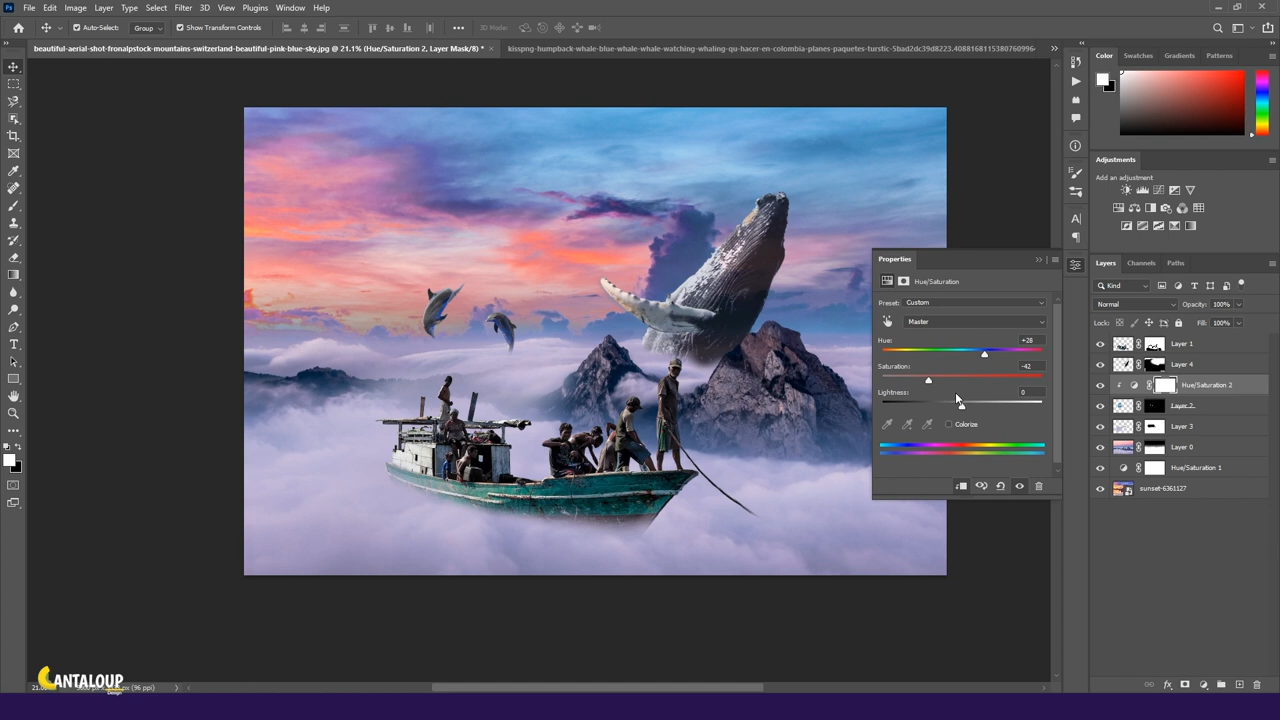 Ps File Edit Image Layer Type Select Filter 3D View Plugins Window Help
Auto-Select: Group Show Transform Controls 3D Mode:
beautiful-aerial-shot-fronalpstock-mountains-switzerland-beautiful-pink-blue-sky.jpg @ 21.1% (Hue/Saturation 2, Layer Mask/8) *
kisspng-humpback-whale-blue-whale-whale-watching-whaling-qu-hacer-en-colombia-planes-paquetes-turstic-5bad2dc39d8223.4088168115380760996
Color Swatches Gradients Patterns
Adjustments
Add an adjustment
Properties
Hue/Saturation
Preset: Custom
Master
Hue: +28
Saturation: -42
Lightness: 0
Colorize
Layers Channels Paths
Kind
Normal Opacity: 100%
Lock: Fill: 100%
Layer 1
Layer 4
Hue/Saturation 2
Layer 2
Layer 3
Layer 0
Hue/Saturation 1
sunset-6361127
CANTALOUP
Design
(96 ppi)